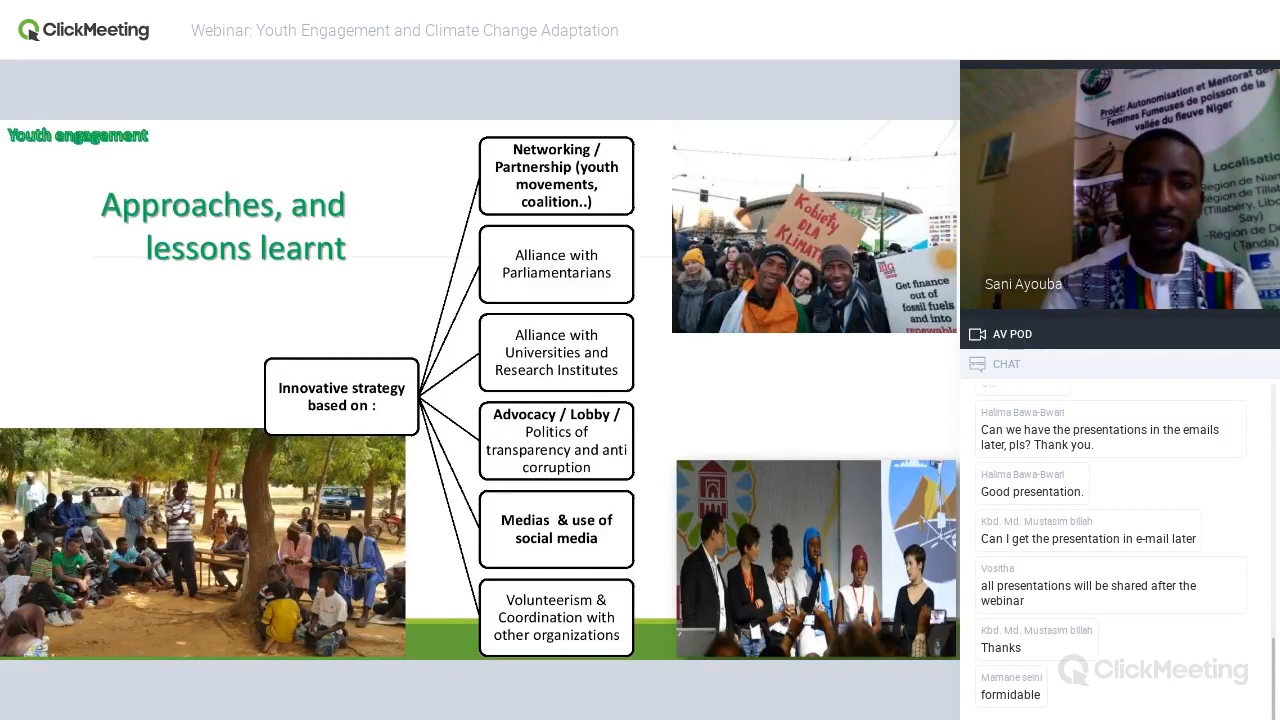 ClickMeeting
Webinar: Youth Engagement and Climate Change Adaptation
Youth engagement
Approaches, and
lessons learnt
Innovative strategy
based on :
Networking /
Partnership (youth
movements,
coalition..)
Alliance with
Parliamentarians
Alliance with
Universities and
Research Institutes
Advocacy / Lobby /
Politics of
transparency and anti
corruption
Medias & use of
social media
Volunteerism &
Coordination with
other organizations
Kobiety
DLA
KLIMATU
Get finance
out of
fossil fuels
and into
renewable
Projet: Autonomisation et Mentorat des
Femmes Fumeuses de poisson de la
vallée du fleuve Niger
Localisatio
Région de Nian
(Tillabéry, Libo
Say)
-Région de Do
(Tanda)
Sani Ayouba
AV POD
CHAT
Halima Bawa-Bwari
Can we have the presentations in the emails
later, pls? Thank you.
Halima Bawa-Bwari
Good presentation.
Kbd. Md. Mustasim billah
Can I get the presentation in e-mail later
Vositha
all presentations will be shared after the
webinar
Kbd. Md. Mustasim billah
Thanks
Mamane seini
formidable
ClickMeeting